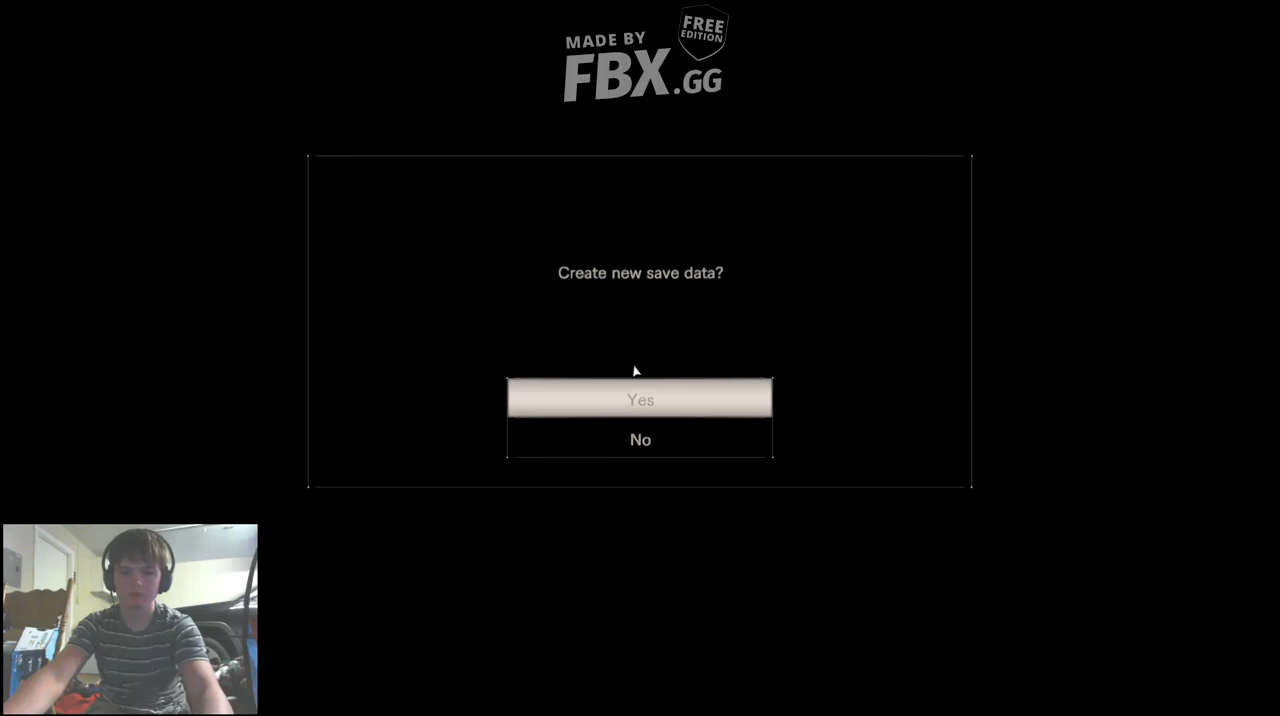 MADE BY
FREE
EDITION
FBX.GG
Create new save data?
Yes
No